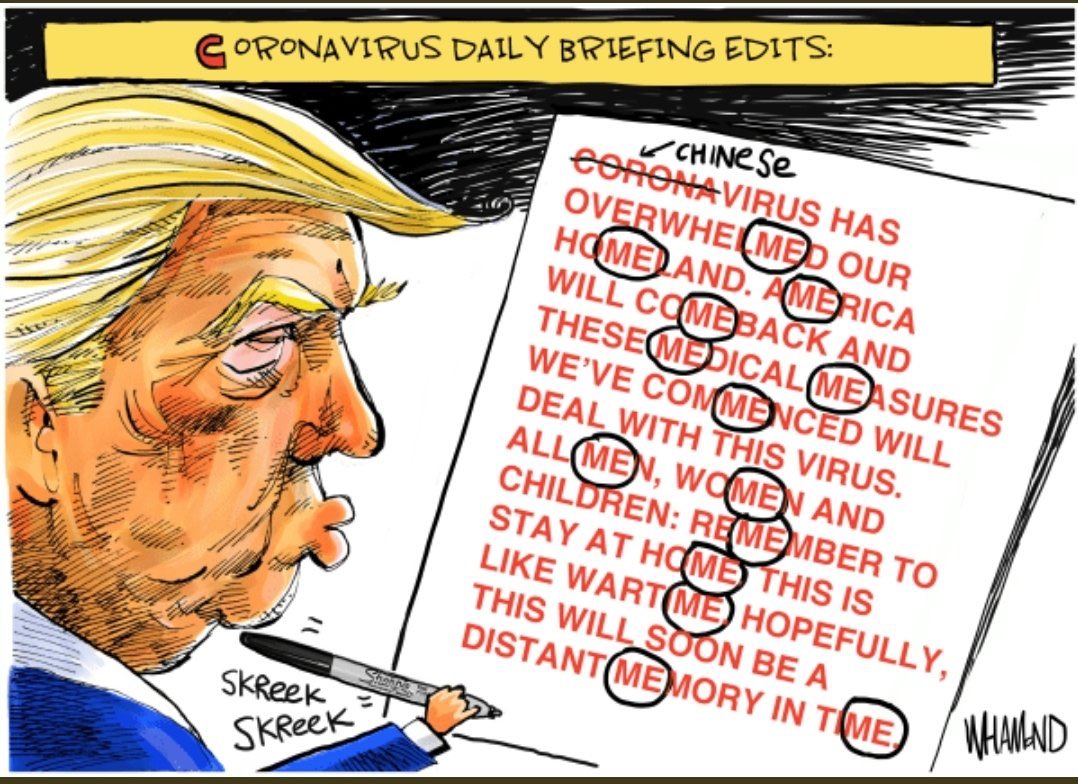 CORONAVIRUS DAILY BRIEFING EDITS:
CHINESE
CORONAVIRUS HAS
OVERWHELMED OUR
HOMELAND. AMERICA
WILL COMEBACK AND
THESE MEDICAL MEASURES
WE'VE COMMENCED WILL
DEAL WITH THIS VIRUS.
ALL MEN, WOMEN AND
CHILDREN: REMEMBER TO
STAY AT HOME, THIS IS
LIKE WARTIME, HOPEFULLY,
THIS WILL SOON BE A
DISTANT MEMORY IN TIME.
SKREEK
SKREEK
Sharpie
WHAMOND